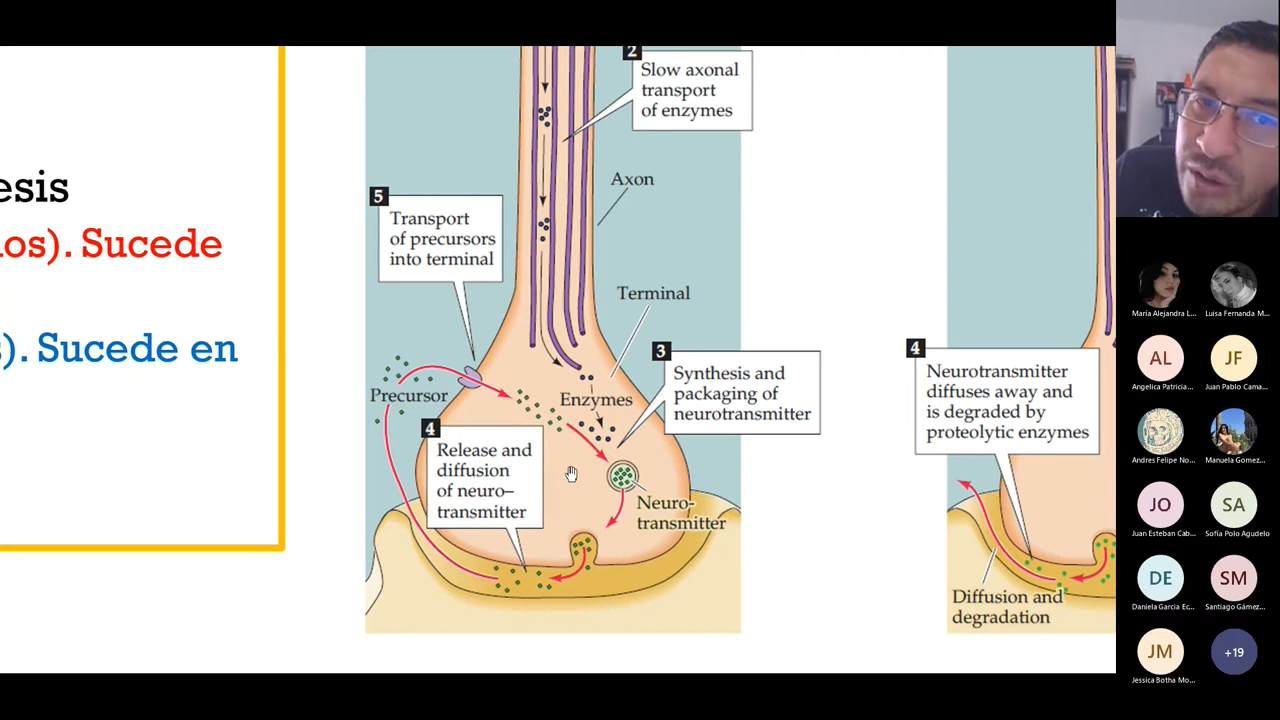 esis
los). Sucede
s). Sucede en
2
Slow axonal
transport
of enzymes
Axon
5
Transport
of precursors
into terminal
Terminal
3
Synthesis and
packaging of
neurotransmitter
Precursor
Enzymes
4
Release and
diffusion
of neuro–
transmitter
Neuro-
transmitter
4
Neurotransmitter
diffuses away and
is degraded by
proteolytic enzymes
Diffusion and
degradation
María Alejandra L...
Luisa Fernanda M...
AL
JF
Angelica Patricia...
Juan Pablo Cama...
Andres Felipe No...
Manuela Gomez...
JO
SA
Juan Esteban Cab...
Sofía Polo Agudelo
DE
SM
Daniela Garcia Ec...
Santiago Gámez...
JM
+19
Jessica Botha Mo...